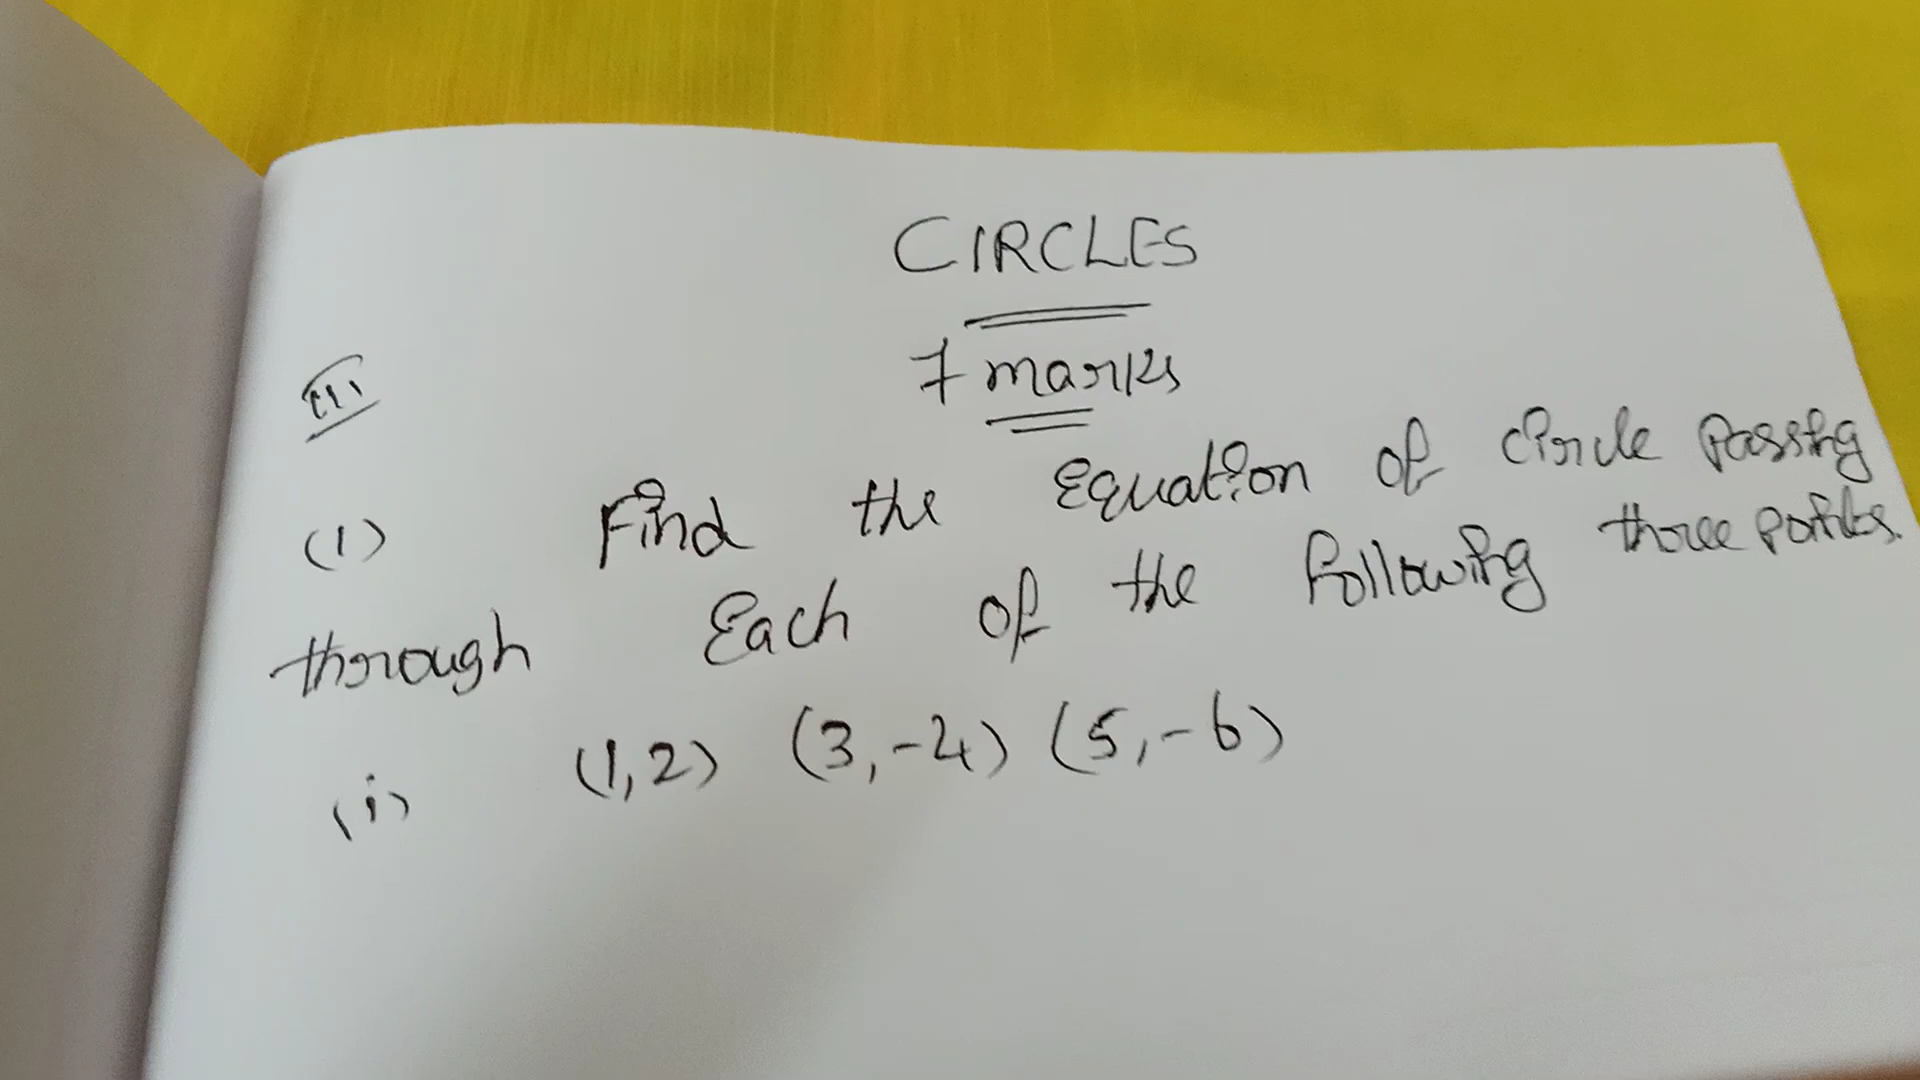 CIRCLES
7 marks
III
(1) Find the Equation of circle passing
through Each of the following three points.
(i) (1,2) (3,-4) (5,-6)